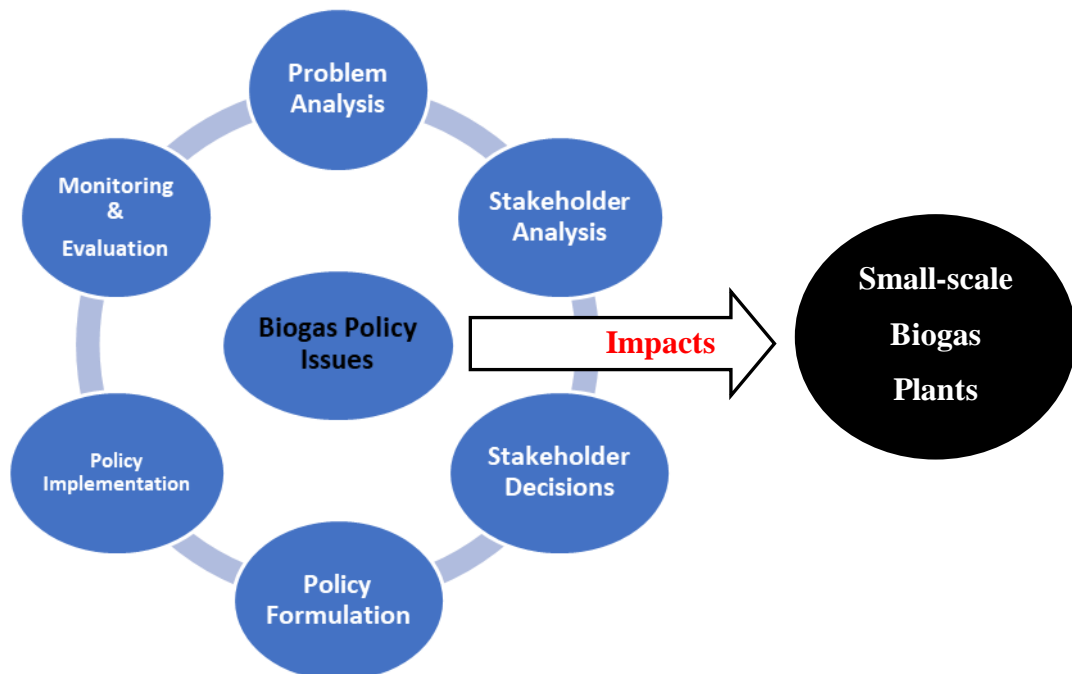 Problem
Analysis
Monitoring
&
Evaluation
Stakeholder
Analysis
Biogas Policy
Issues
Impacts
Small-scale
Biogas
Plants
Policy
Implementation
Stakeholder
Decisions
Policy
Formulation